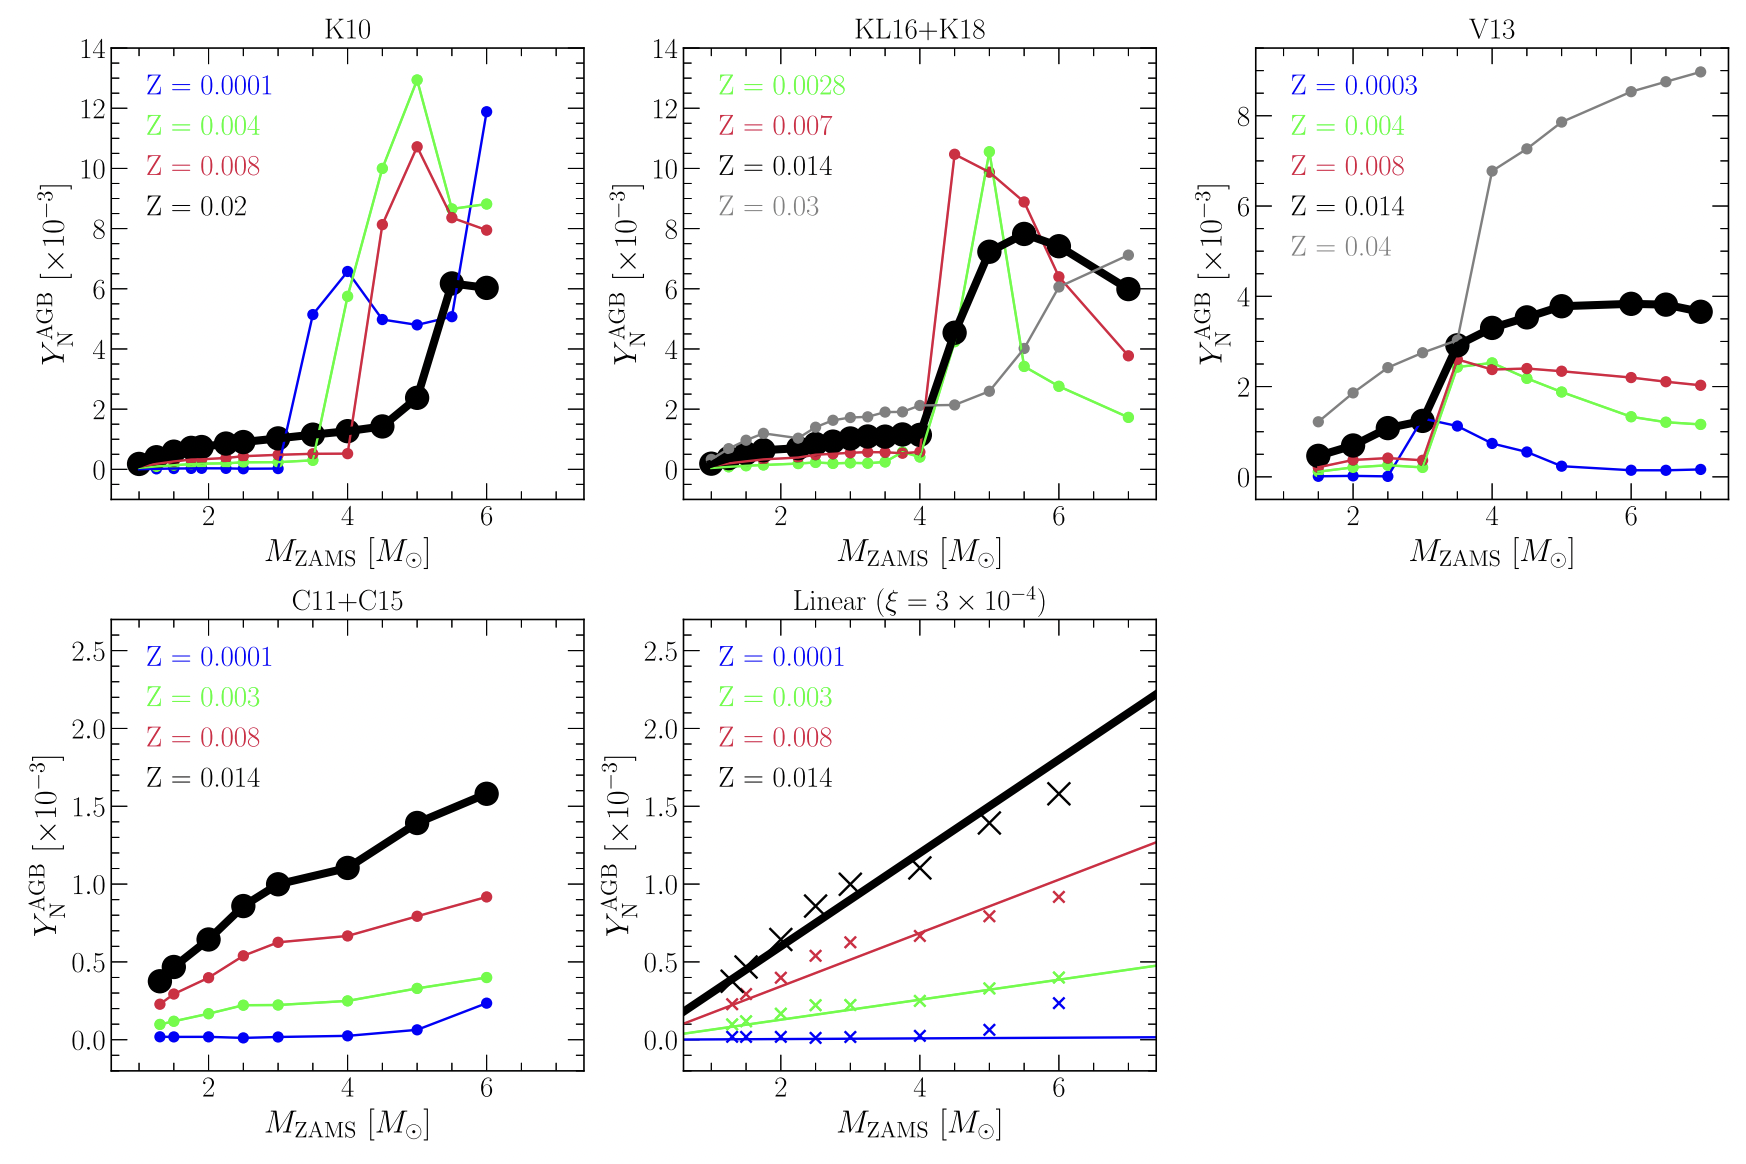 K10
14
12
10
8
6
4
2
0
Z = 0.0001
Z = 0.004
Z = 0.008
Z = 0.02
Y_N^AGB [×10^−3]
2 4 6
M_ZAMS [M_⊙]
KL16+K18
14
12
10
8
6
4
2
0
Z = 0.0028
Z = 0.007
Z = 0.014
Z = 0.03
Y_N^AGB [×10^−3]
2 4 6
M_ZAMS [M_⊙]
V13
8
6
4
2
0
Z = 0.0003
Z = 0.004
Z = 0.008
Z = 0.014
Z = 0.04
Y_N^AGB [×10^−3]
2 4 6
M_ZAMS [M_⊙]
C11+C15
2.5
2.0
1.5
1.0
0.5
0.0
Z = 0.0001
Z = 0.003
Z = 0.008
Z = 0.014
Y_N^AGB [×10^−3]
2 4 6
M_ZAMS [M_⊙]
Linear (ξ = 3 × 10^−4)
2.5
2.0
1.5
1.0
0.5
0.0
Z = 0.0001
Z = 0.003
Z = 0.008
Z = 0.014
Y_N^AGB [×10^−3]
2 4 6
M_ZAMS [M_⊙]